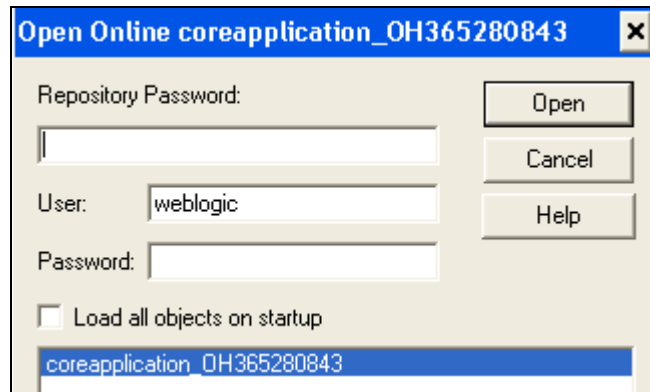 Open Online coreapplication_OH365280843
Repository Password:
Open
Cancel
User: weblogic
Help
Password:
Load all objects on startup
coreapplication_OH365280843